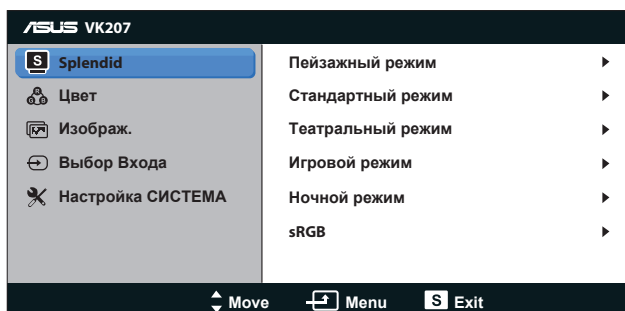 ASUS VK207
S Splendid
Цвет
Изображ.
Выбор Входа
Настройка СИСТЕМА
Пейзажный режим
Стандартный режим
Театральный режим
Игровой режим
Ночной режим
sRGB
Move Menu S Exit